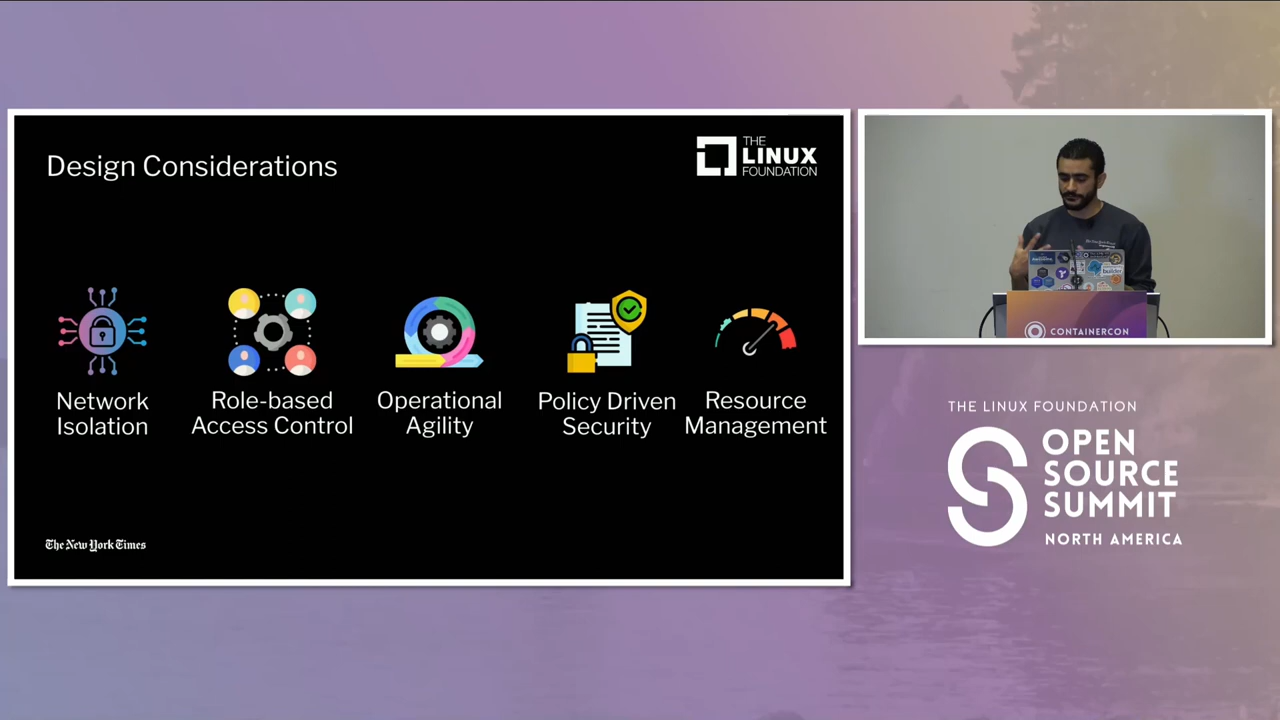 Design Considerations
THE
LINUX
FOUNDATION
Network
Isolation
Role-based
Access Control
Operational
Agility
Policy Driven
Security
Resource
Management
The New York Times
builder
CONTAINERCON
THE LINUX FOUNDATION
OPEN
SOURCE
SUMMIT
NORTH AMERICA